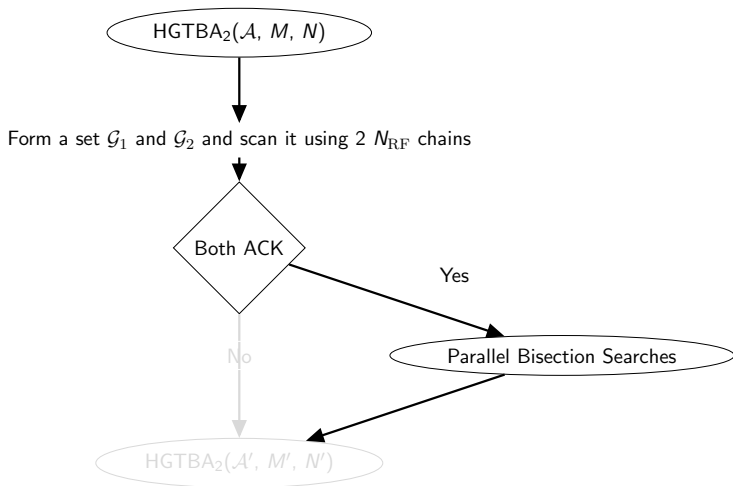 HGTBA₂(𝒜, M, N)
Form a set 𝒢₁ and 𝒢₂ and scan it using 2 N_RF chains
Both ACK
Yes
No
Parallel Bisection Searches
HGTBA₂(𝒜′, M′, N′)